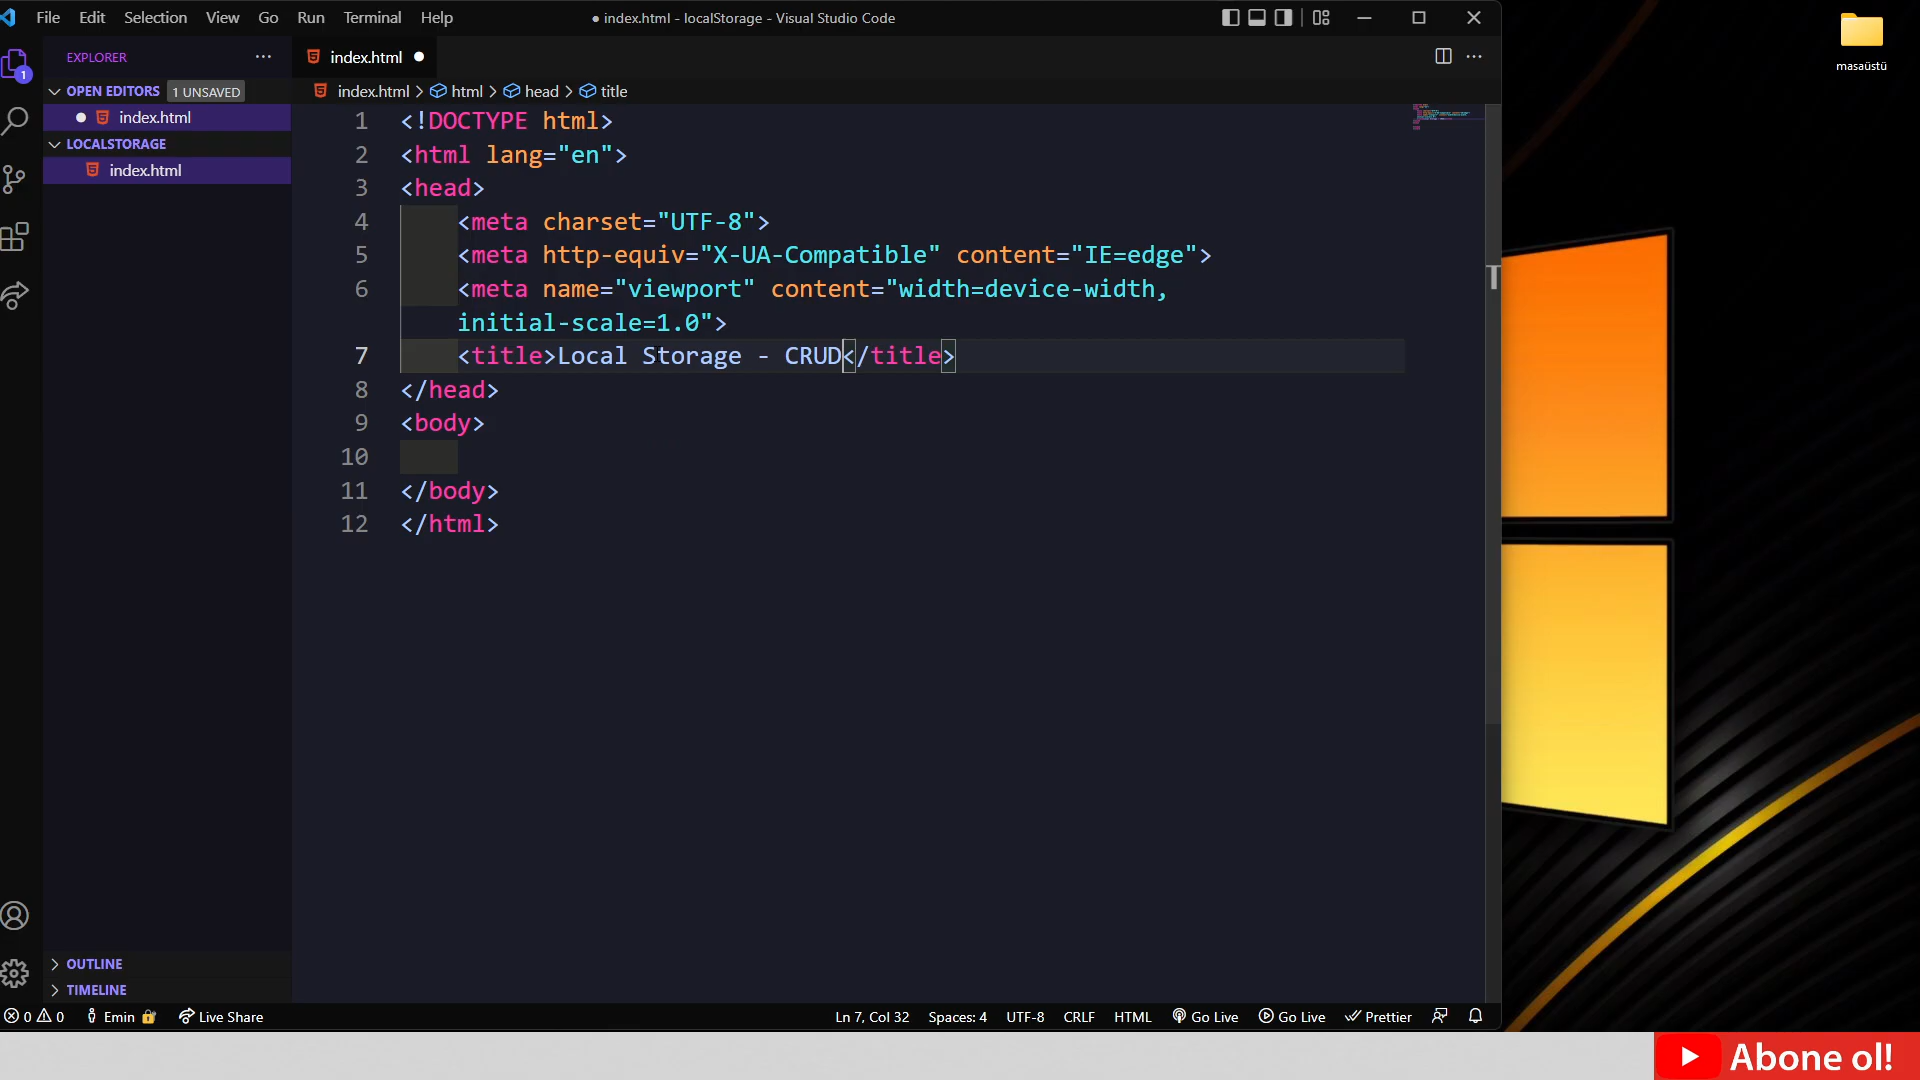 File Edit Selection View Go Run Terminal Help
● index.html - localStorage - Visual Studio Code
masaüstü
EXPLORER
index.html
OPEN EDITORS 1 UNSAVED
index.html
LOCALSTORAGE
index.html
index.html > html > head > title
1 <!DOCTYPE html>
2 <html lang="en">
3 <head>
4 <meta charset="UTF-8">
5 <meta http-equiv="X-UA-Compatible" content="IE=edge">
6 <meta name="viewport" content="width=device-width,
initial-scale=1.0">
7 <title>Local Storage - CRUD</title>
8 </head>
9 <body>
10
11 </body>
12 </html>
1
T
OUTLINE
TIMELINE
0 0 Emin Live Share
Ln 7, Col 32 Spaces: 4 UTF-8 CRLF HTML Go Live Go Live Prettier
Abone ol!